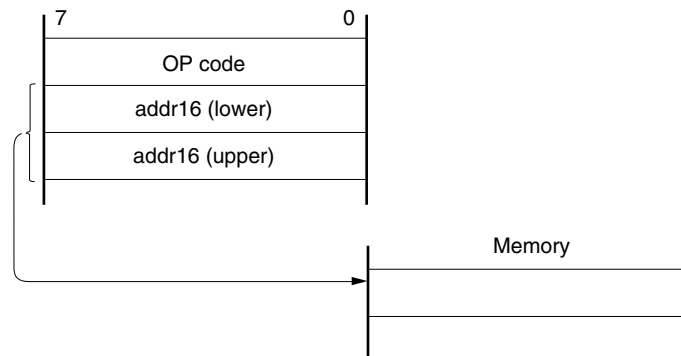 7 0
OP code
addr16 (lower)
addr16 (upper)
Memory